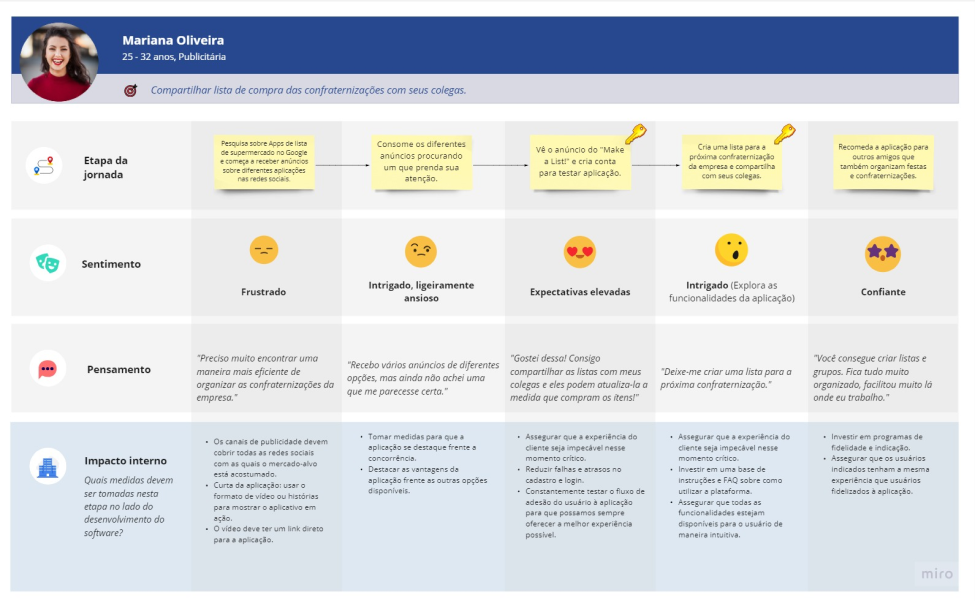 Mariana Oliveira
25 - 32 anos, Publicitária
Compartilhar lista de compra das confraternizações com seus colegas.
Etapa da
jornada
Pesquisa sobre Apps de lista
de supermercado no Google
e começa a receber anúncios
sobre diferentes aplicações
nas redes sociais.
Consome os diferentes
anúncios procurando
um que prenda sua
atenção.
Vê o anúncio do "Make
a List!" e cria conta
para testar aplicação.
Cria uma lista para a
próxima confraternização
da empresa e compartilha
com seus colegas.
Recomeda a aplicação para
outros amigos que
também organizam festas
e confraternizações.
Sentimento
Frustrado
Intrigado, ligeiramente
ansioso
Expectativas elevadas
Intrigado (Explora as
funcionalidades da aplicação)
Confiante
Pensamento
"Preciso muito encontrar uma
maneira mais eficiente de
organizar as confraternizações da
empresa."
"Recebo vários anúncios de diferentes
opções, mas ainda não achei uma
que me parecesse certa."
"Gostei dessa! Consigo
compartilhar as listas com meus
colegas e eles podem atualiza-la a
medida que compram os ítens!"
"Deixe-me criar uma lista para a
próxima confraternização."
"Você consegue criar listas e
grupos. Fica tudo muito
organizado, facilitou muito lá
onde eu trabalho."
Impacto interno
Quais medidas devem
ser tomadas nesta
etapa no lado do
desenvolvimento do
software?
• Os canais de publicidade devem
cobrir todas as redes sociais
com as quais o mercado-alvo
está acostumado.
• Curta da aplicação: usar o
formato de vídeo ou histórias
para mostrar o aplicativo em
ação.
• O vídeo deve ter um link direto
para a aplicação.
• Tomar medidas para que a
aplicação se destaque frente a
concorrência.
• Destacar as vantagens da
aplicação frente as outras opções
disponíveis.
• Assegurar que a experiência do
cliente seja impecável nesse
momento crítico.
• Reduzir falhas e atrasos no
cadastro e login.
• Constantemente testar o fluxo de
adesão do usuário à aplicação
para que possamos sempre
oferecer a melhor experiência
possível.
• Assegurar que a experiência do
cliente seja impecável nesse
momento crítico.
• Investir em uma base de
instruções e FAQ sobre como
utilizar a plataforma.
• Assegurar que todas as
funcionalidades estejam
disponíveis para o usuário de
maneira intuitiva.
• Investir em programas de
fidelidade e indicação.
• Assegurar que os usuários
indicados tenham a mesma
experiência que usuários
fidelizados à aplicação.
miro